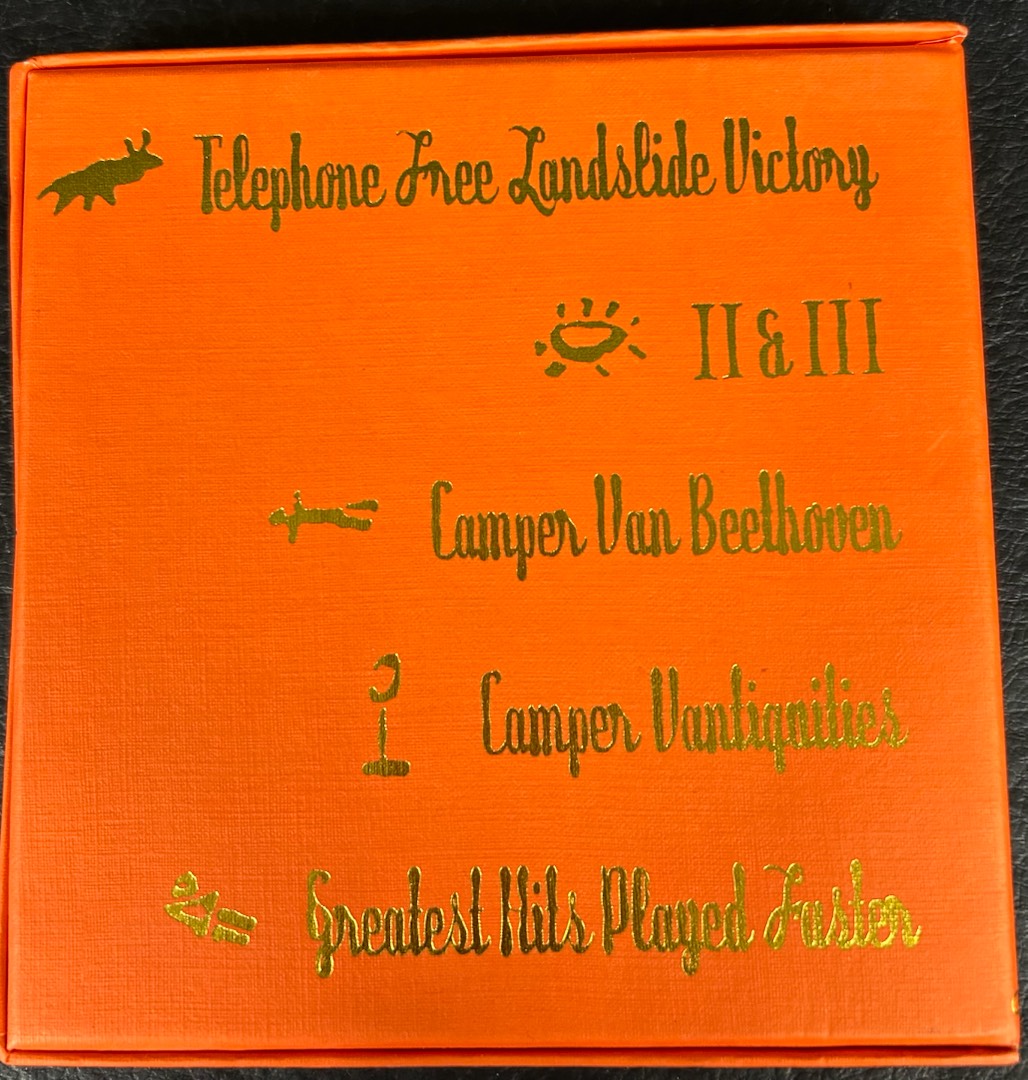 Telephone Free Landslide Victory
II & III
Camper Van Beethoven
Camper Vantiquities
Greatest Hits Played Faster